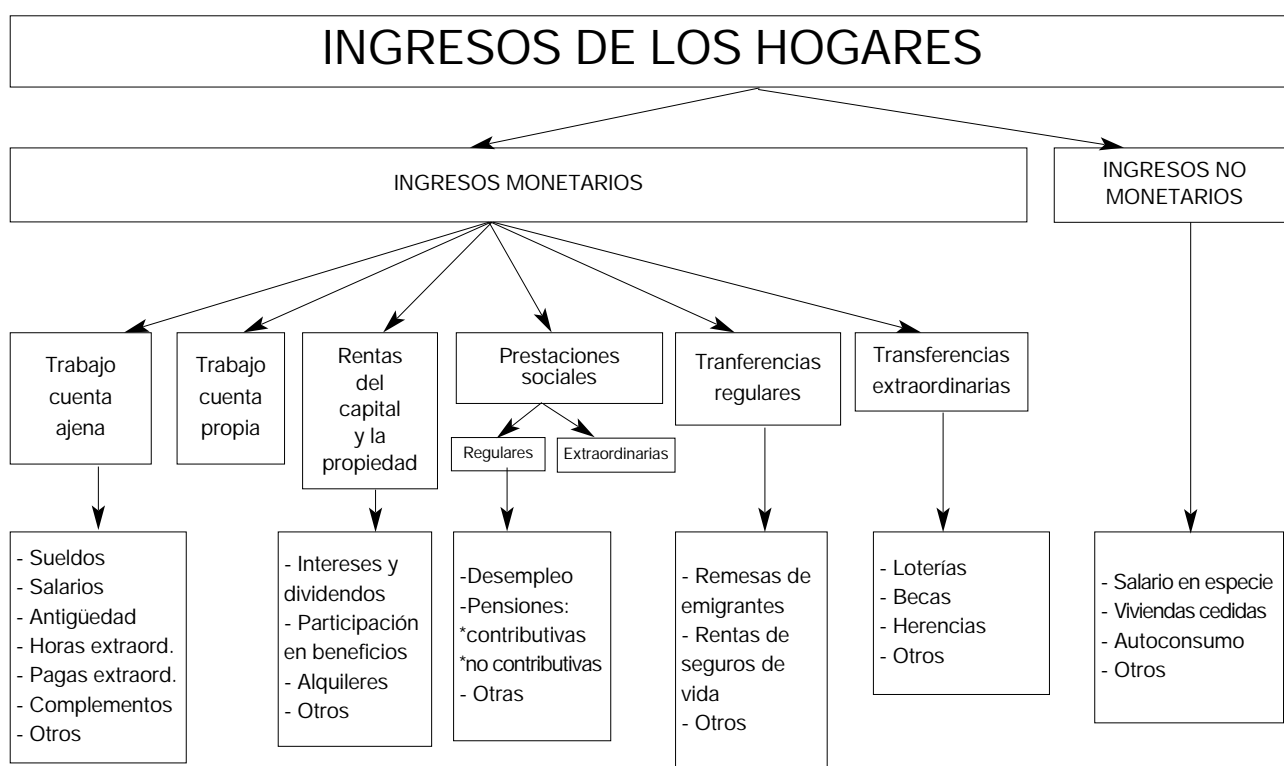 INGRESOS DE LOS HOGARES
INGRESOS MONETARIOS
INGRESOS NO
MONETARIOS
Trabajo
cuenta
ajena
Trabajo
cuenta
propia
Rentas
del
capital
y la
propiedad
Prestaciones
sociales
Regulares
Extraordinarias
Tranferencias
regulares
Transferencias
extraordinarias
- Sueldos
- Salarios
- Antigüedad
- Horas extraord.
- Pagas extraord.
- Complementos
- Otros
- Intereses y
dividendos
- Participación
en beneficios
- Alquileres
- Otros
-Desempleo
-Pensiones:
*contributivas
*no contributivas
- Otras
- Remesas de
emigrantes
- Rentas de
seguros de
vida
- Otros
- Loterías
- Becas
- Herencias
- Otros
- Salario en especie
- Viviendas cedidas
- Autoconsumo
- Otros